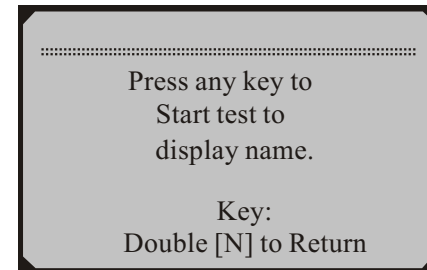 Press any key to
Start test to
display name.
Key:
Double [N] to Return